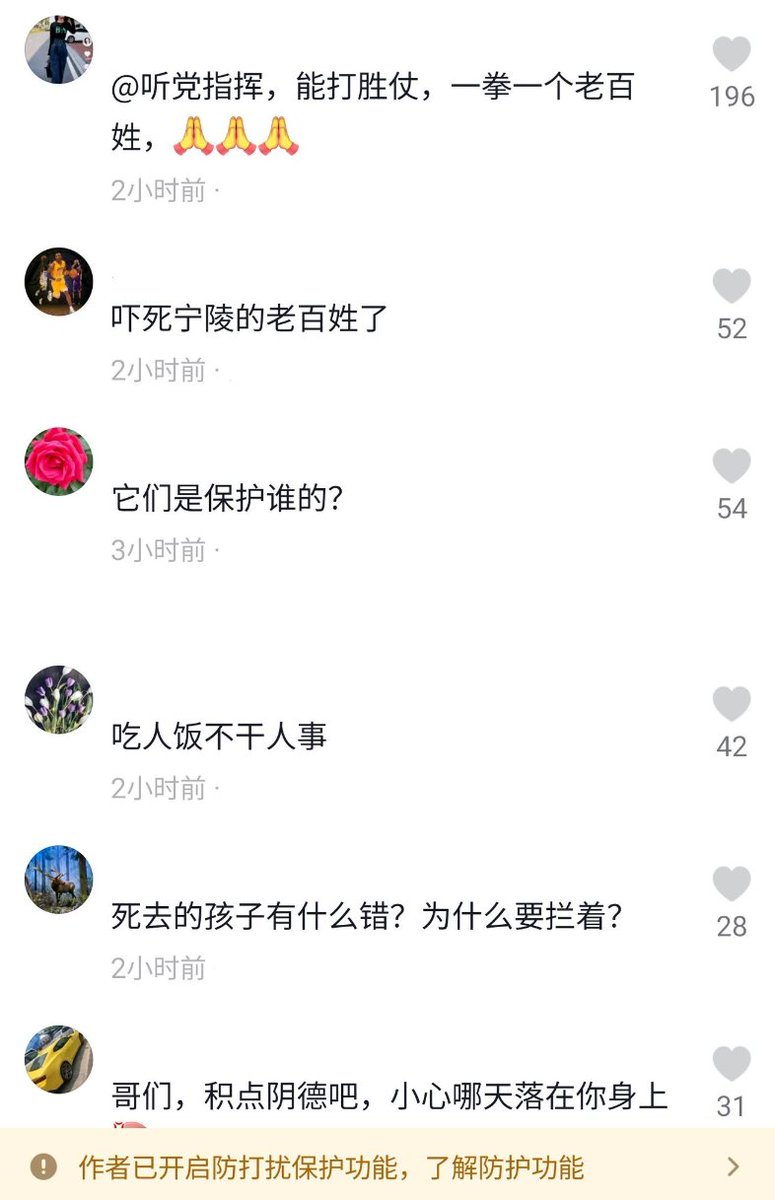 @听党指挥，能打胜仗，一拳一个老百
196
姓，🙏🙏🙏
2小时前 ·
吓死宁陵的老百姓了
52
2小时前 ·
它们是保护谁的？
54
3小时前 ·
吃人饭不干人事
42
2小时前 ·
死去的孩子有什么错？为什么要拦着？
28
2小时前
哥们，积点阴德吧，小心哪天落在你身上
31
作者已开启防打扰保护功能，了解防护功能